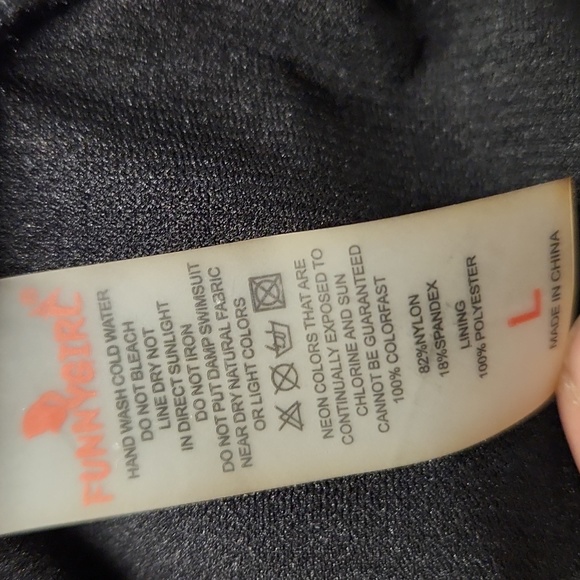 FUNNYGIRL
HAND WASH COLD WATER
DO NOT BLEACH
LINE DRY NOT
IN DIRECT SUNLIGHT
DO NOT IRON
DO NOT PUT DAMP SWIMSUIT
NEAR DRY NATURAL FABRIC
OR LIGHT COLORS
NEON COLORS THAT ARE
CONTINUALLY EXPOSED TO
CHLORINE AND SUN
CANNOT BE GUARANTEED
100% COLORFAST
82%NYLON
18%SPANDEX
LINING
100% POLYESTER
L
MADE IN CHINA